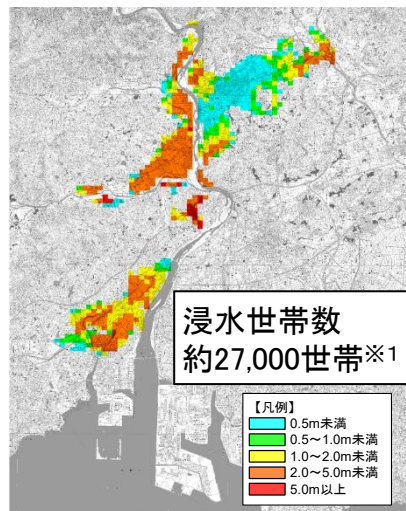 浸水世帯数
約27,000世帯※1
【凡例】
0.5m未満
0.5～1.0m未満
1.0～2.0m未満
2.0～5.0m未満
5.0m以上